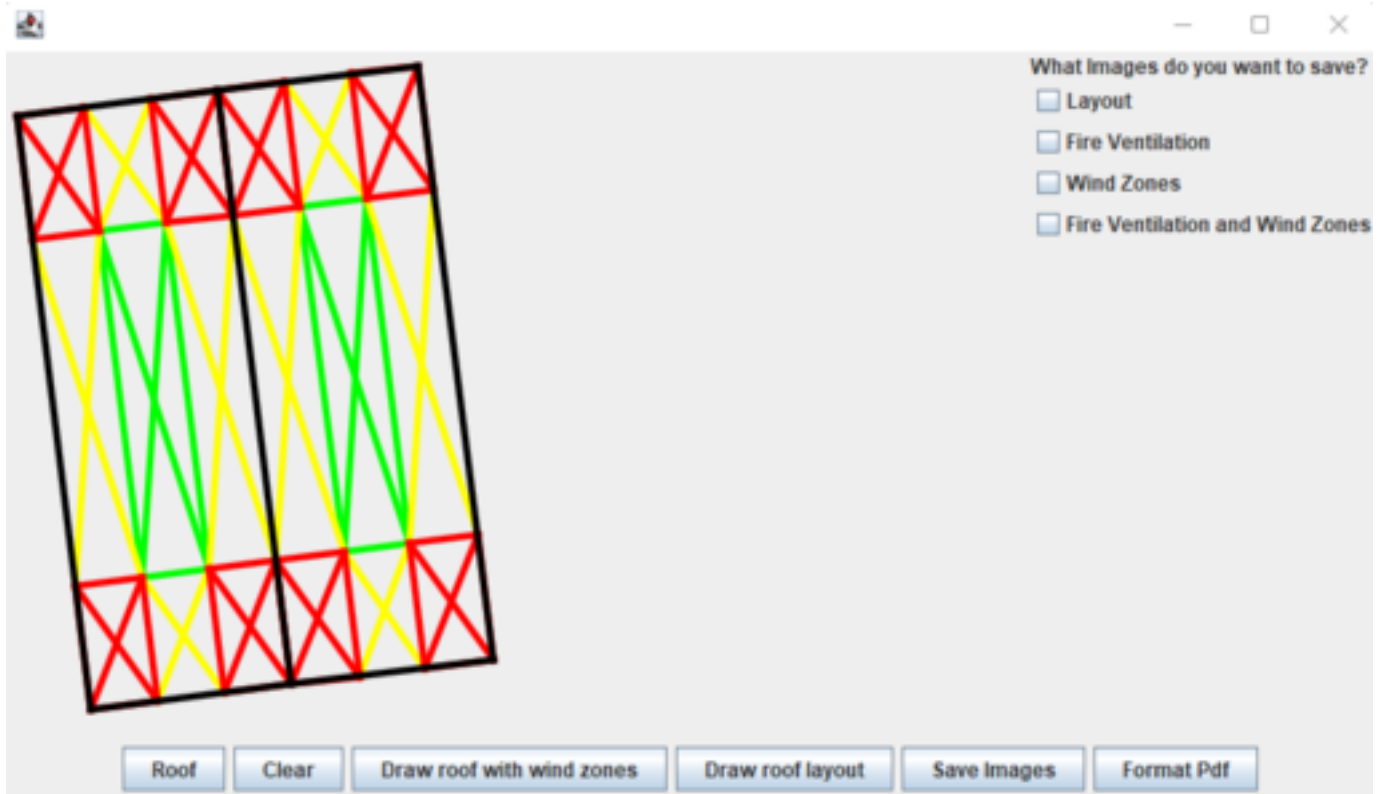 What Images do you want to save?
Layout
Fire Ventilation
Wind Zones
Fire Ventilation and Wind Zones
Roof
Clear
Draw roof with wind zones
Draw roof layout
Save Images
Format Pdf